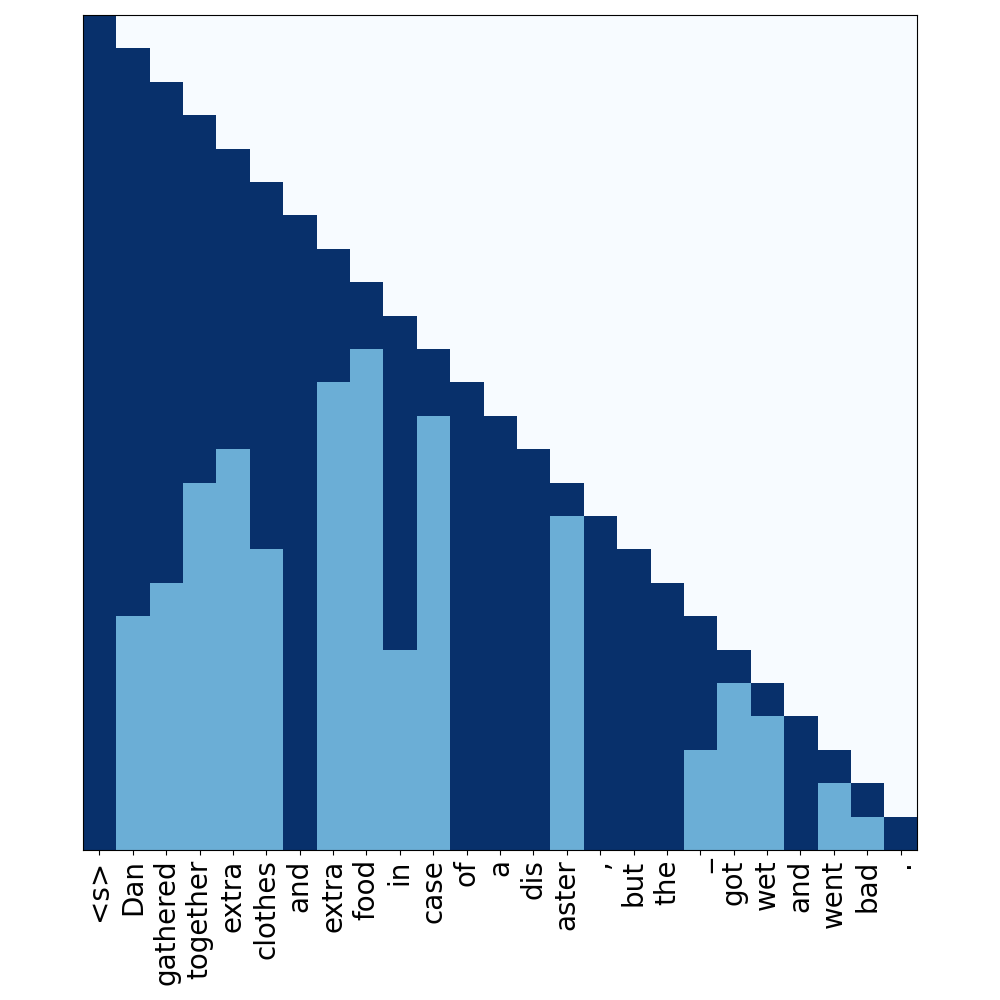 <s> Dan gathered together extra clothes and extra food in case of a dis aster , but the _ got wet and went bad .